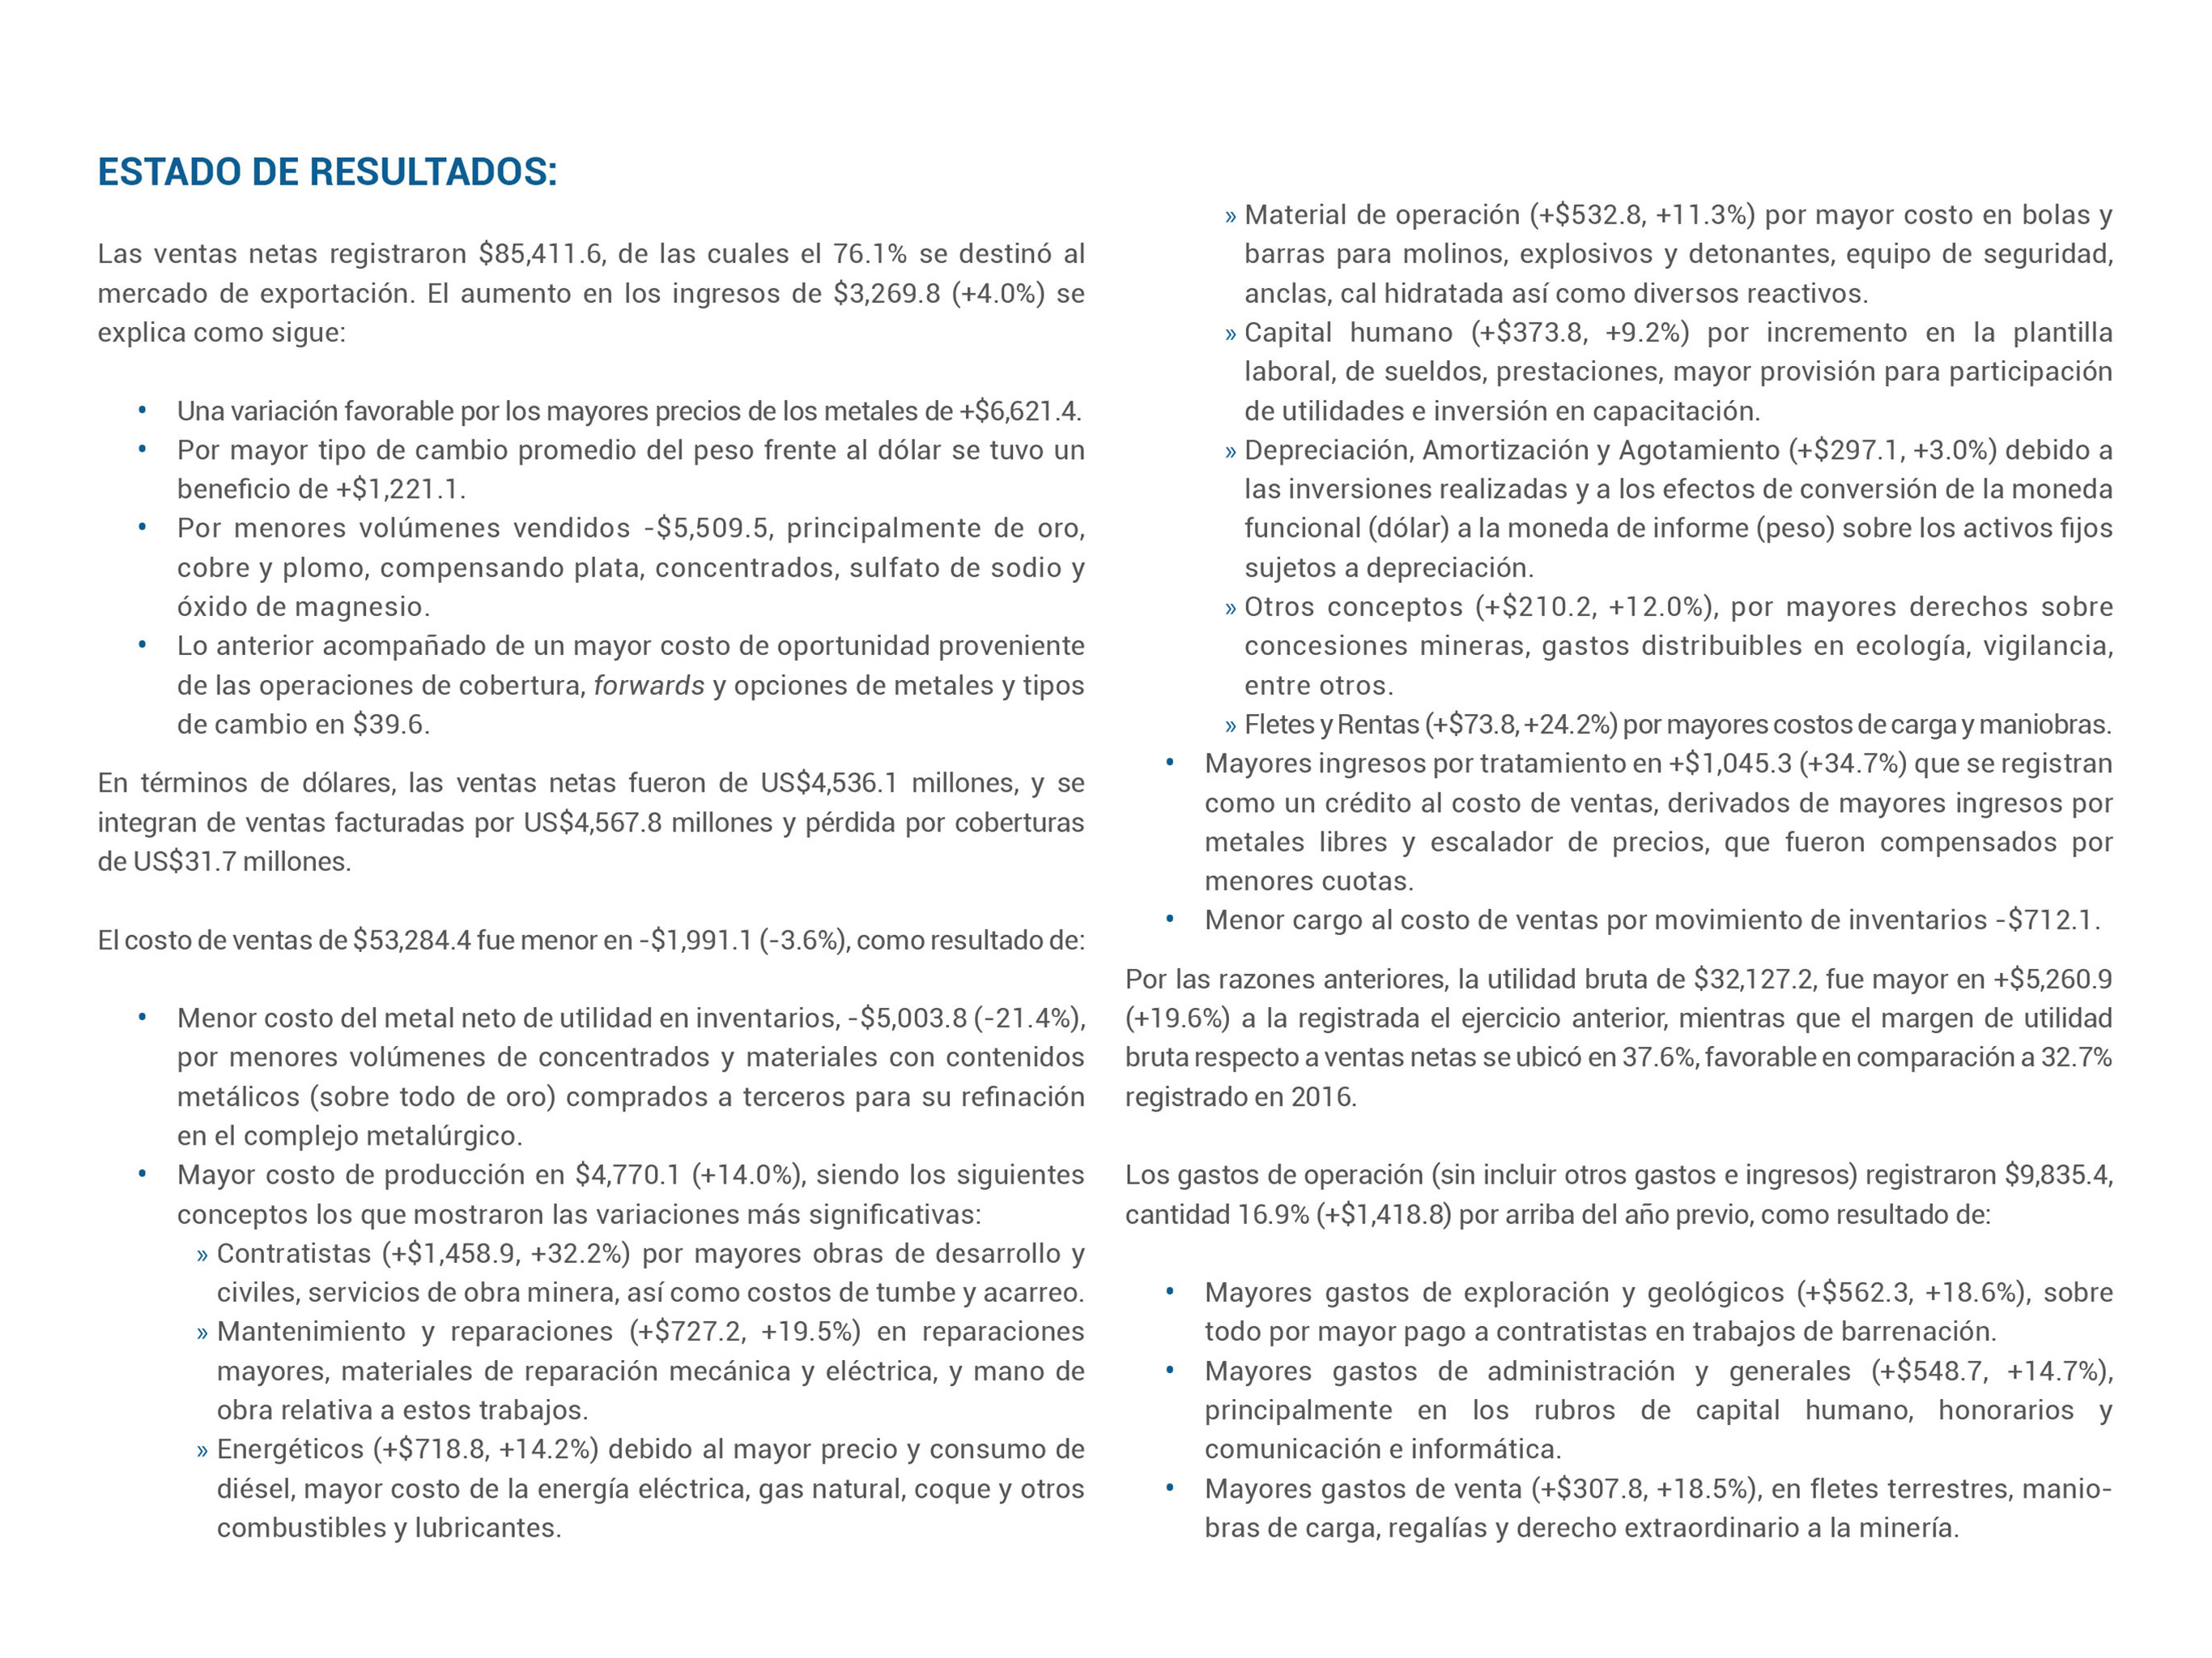 ESTADO DE RESULTADOS:
Las ventas netas registraron $85,411.6, de las cuales el 76.1% se destinó al
mercado de exportación. El aumento en los ingresos de $3,269.8 (+4.0%) se
explica como sigue:
• Una variación favorable por los mayores precios de los metales de +$6,621.4.
• Por mayor tipo de cambio promedio del peso frente al dólar se tuvo un
beneficio de +$1,221.1.
• Por menores volúmenes vendidos -$5,509.5, principalmente de oro,
cobre y plomo, compensando plata, concentrados, sulfato de sodio y
óxido de magnesio.
• Lo anterior acompañado de un mayor costo de oportunidad proveniente
de las operaciones de cobertura, forwards y opciones de metales y tipos
de cambio en $39.6.
En términos de dólares, las ventas netas fueron de US$4,536.1 millones, y se
integran de ventas facturadas por US$4,567.8 millones y pérdida por coberturas
de US$31.7 millones.
El costo de ventas de $53,284.4 fue menor en -$1,991.1 (-3.6%), como resultado de:
• Menor costo del metal neto de utilidad en inventarios, -$5,003.8 (-21.4%),
por menores volúmenes de concentrados y materiales con contenidos
metálicos (sobre todo de oro) comprados a terceros para su refinación
en el complejo metalúrgico.
• Mayor costo de producción en $4,770.1 (+14.0%), siendo los siguientes
conceptos los que mostraron las variaciones más significativas:
» Contratistas (+$1,458.9, +32.2%) por mayores obras de desarrollo y
civiles, servicios de obra minera, así como costos de tumbe y acarreo.
» Mantenimiento y reparaciones (+$727.2, +19.5%) en reparaciones
mayores, materiales de reparación mecánica y eléctrica, y mano de
obra relativa a estos trabajos.
» Energéticos (+$718.8, +14.2%) debido al mayor precio y consumo de
diésel, mayor costo de la energía eléctrica, gas natural, coque y otros
combustibles y lubricantes.
» Material de operación (+$532.8, +11.3%) por mayor costo en bolas y
barras para molinos, explosivos y detonantes, equipo de seguridad,
anclas, cal hidratada así como diversos reactivos.
» Capital humano (+$373.8, +9.2%) por incremento en la plantilla
laboral, de sueldos, prestaciones, mayor provisión para participación
de utilidades e inversión en capacitación.
» Depreciación, Amortización y Agotamiento (+$297.1, +3.0%) debido a
las inversiones realizadas y a los efectos de conversión de la moneda
funcional (dólar) a la moneda de informe (peso) sobre los activos fijos
sujetos a depreciación.
» Otros conceptos (+$210.2, +12.0%), por mayores derechos sobre
concesiones mineras, gastos distribuibles en ecología, vigilancia,
entre otros.
» Fletes y Rentas (+$73.8, +24.2%) por mayores costos de carga y maniobras.
• Mayores ingresos por tratamiento en +$1,045.3 (+34.7%) que se registran
como un crédito al costo de ventas, derivados de mayores ingresos por
metales libres y escalador de precios, que fueron compensados por
menores cuotas.
• Menor cargo al costo de ventas por movimiento de inventarios -$712.1.
Por las razones anteriores, la utilidad bruta de $32,127.2, fue mayor en +$5,260.9
(+19.6%) a la registrada el ejercicio anterior, mientras que el margen de utilidad
bruta respecto a ventas netas se ubicó en 37.6%, favorable en comparación a 32.7%
registrado en 2016.
Los gastos de operación (sin incluir otros gastos e ingresos) registraron $9,835.4,
cantidad 16.9% (+$1,418.8) por arriba del año previo, como resultado de:
• Mayores gastos de exploración y geológicos (+$562.3, +18.6%), sobre
todo por mayor pago a contratistas en trabajos de barrenación.
• Mayores gastos de administración y generales (+$548.7, +14.7%),
principalmente en los rubros de capital humano, honorarios y
comunicación e informática.
• Mayores gastos de venta (+$307.8, +18.5%), en fletes terrestres, manio-
bras de carga, regalías y derecho extraordinario a la minería.